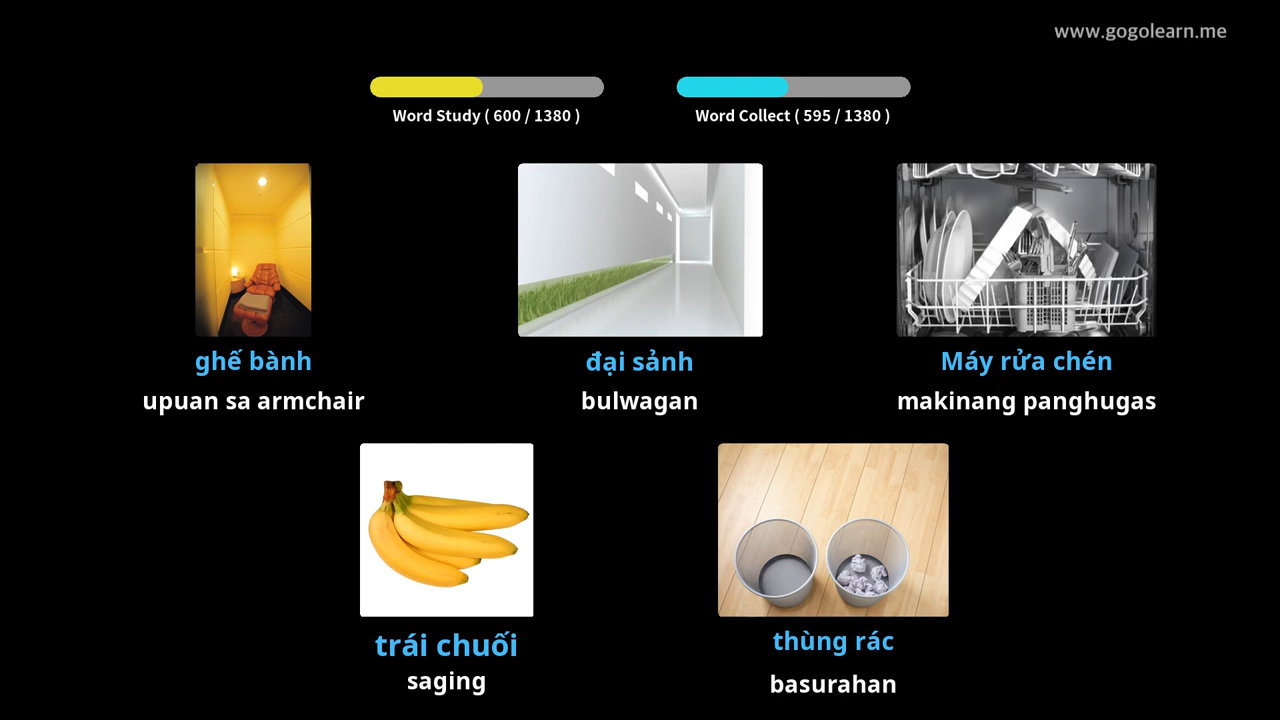 www.gogolearn.me
Word Study ( 600 / 1380 )
Word Collect ( 595 / 1380 )
ghế bành
upuan sa armchair
đại sảnh
bulwagan
Máy rửa chén
makinang panghugas
trái chuối
saging
thùng rác
basurahan